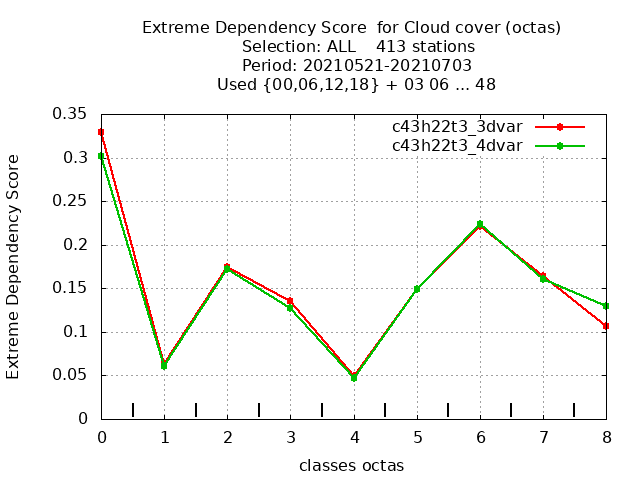 Extreme Dependency Score  for Cloud cover (octas)
Selection: ALL    413 stations
Period: 20210521-20210703
Used {00,06,12,18} + 03 06 ... 48
c43h22t3_3dvar
c43h22t3_4dvar
Extreme Dependency Score
0.35
0.3
0.25
0.2
0.15
0.1
0.05
0
0 1 2 3 4 5 6 7 8
classes octas